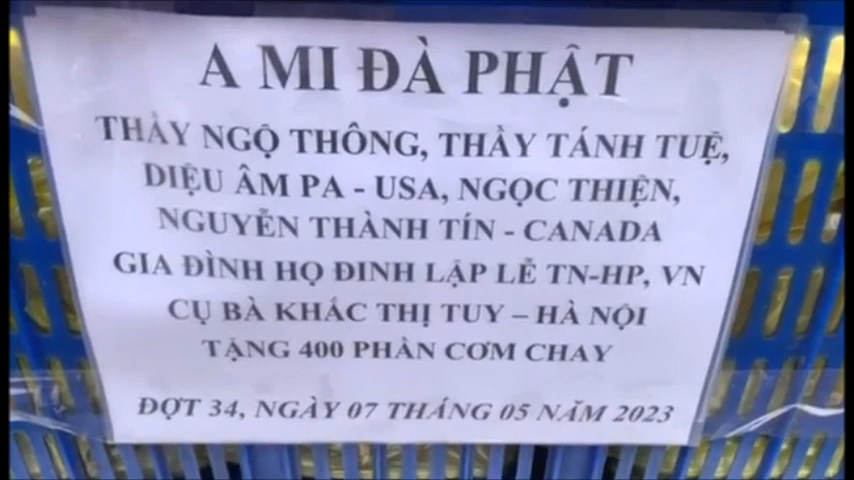 A MI ĐÀ PHẬT
THẦY NGỘ THÔNG, THẦY TÁNH TUỆ,
DIỆU ÂM PA - USA, NGỌC THIỆN,
NGUYỄN THÀNH TÍN - CANADA
GIA ĐÌNH HỌ ĐINH LẬP LỄ TN-HP, VN
CỤ BÀ KHẮC THỊ TUY – HÀ NỘI
TẶNG 400 PHẦN CƠM CHAY
ĐỢT 34, NGÀY 07 THÁNG 05 NĂM 2023